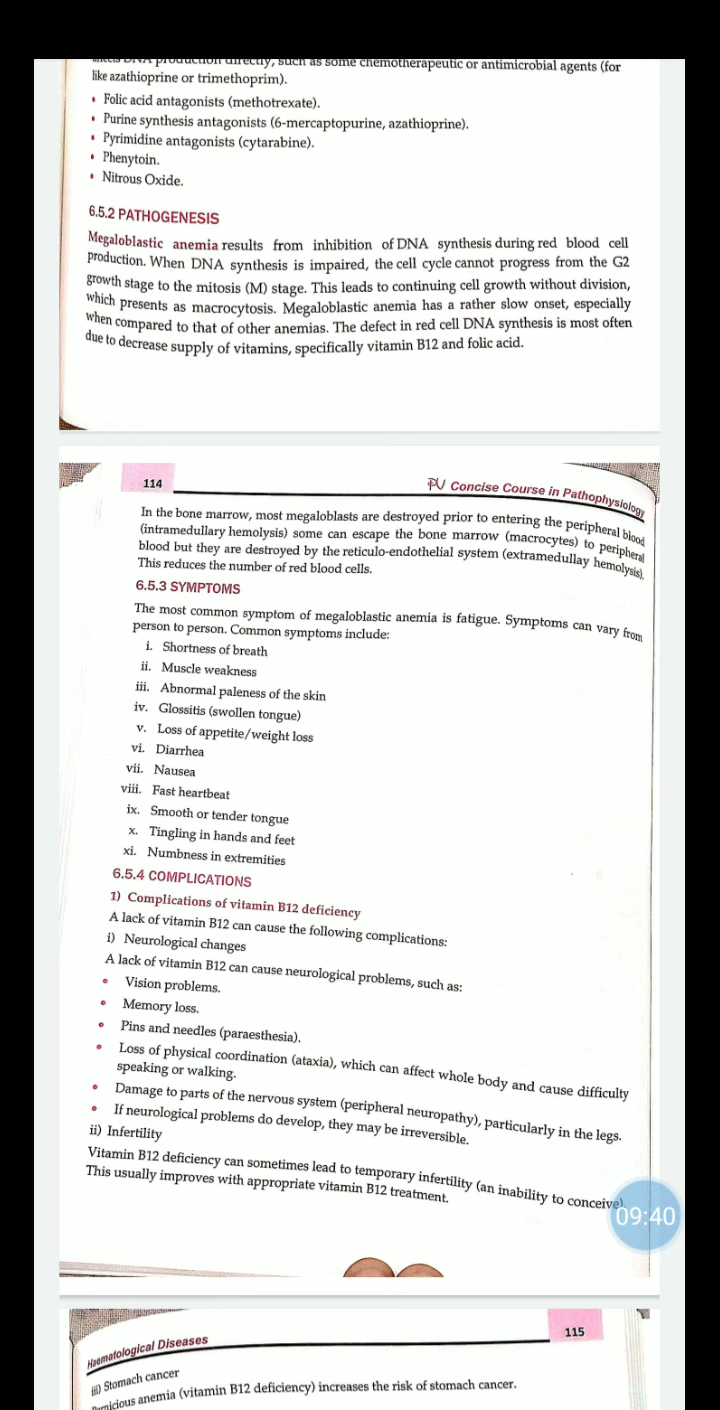 DNA production directly, such as some chemotherapeutic or antimicrobial agents (for
like azathioprine or trimethoprim).
• Folic acid antagonists (methotrexate).
• Purine synthesis antagonists (6-mercaptopurine, azathioprine).
• Pyrimidine antagonists (cytarabine).
• Phenytoin.
• Nitrous Oxide.
6.5.2 PATHOGENESIS
Megaloblastic anemia results from inhibition of DNA synthesis during red blood cell
production. When DNA synthesis is impaired, the cell cycle cannot progress from the G2
growth stage to the mitosis (M) stage. This leads to continuing cell growth without division,
which presents as macrocytosis. Megaloblastic anemia has a rather slow onset, especially
when compared to that of other anemias. The defect in red cell DNA synthesis is most often
due to decrease supply of vitamins, specifically vitamin B12 and folic acid.
114
PV Concise Course in Pathophysiology
In the bone marrow, most megaloblasts are destroyed prior to entering the peripheral blood
(intramedullary hemolysis) some can escape the bone marrow (macrocytes) to peripheral
blood but they are destroyed by the reticulo-endothelial system (extramedullay hemolysis).
This reduces the number of red blood cells.
6.5.3 SYMPTOMS
The most common symptom of megaloblastic anemia is fatigue. Symptoms can vary from
person to person. Common symptoms include:
i. Shortness of breath
ii. Muscle weakness
iii. Abnormal paleness of the skin
iv. Glossitis (swollen tongue)
v. Loss of appetite/weight loss
vi. Diarrhea
vii. Nausea
viii. Fast heartbeat
ix. Smooth or tender tongue
x. Tingling in hands and feet
xi. Numbness in extremities
6.5.4 COMPLICATIONS
1) Complications of vitamin B12 deficiency
A lack of vitamin B12 can cause the following complications:
i) Neurological changes
A lack of vitamin B12 can cause neurological problems, such as:
• Vision problems.
• Memory loss.
• Pins and needles (paraesthesia).
• Loss of physical coordination (ataxia), which can affect whole body and cause difficulty
speaking or walking.
• Damage to parts of the nervous system (peripheral neuropathy), particularly in the legs.
• If neurological problems do develop, they may be irreversible.
ii) Infertility
Vitamin B12 deficiency can sometimes lead to temporary infertility (an inability to conceive).
This usually improves with appropriate vitamin B12 treatment.
09:40
Haematological Diseases
115
iii) Stomach cancer
anemia (vitamin B12 deficiency) increases the risk of stomach cancer.